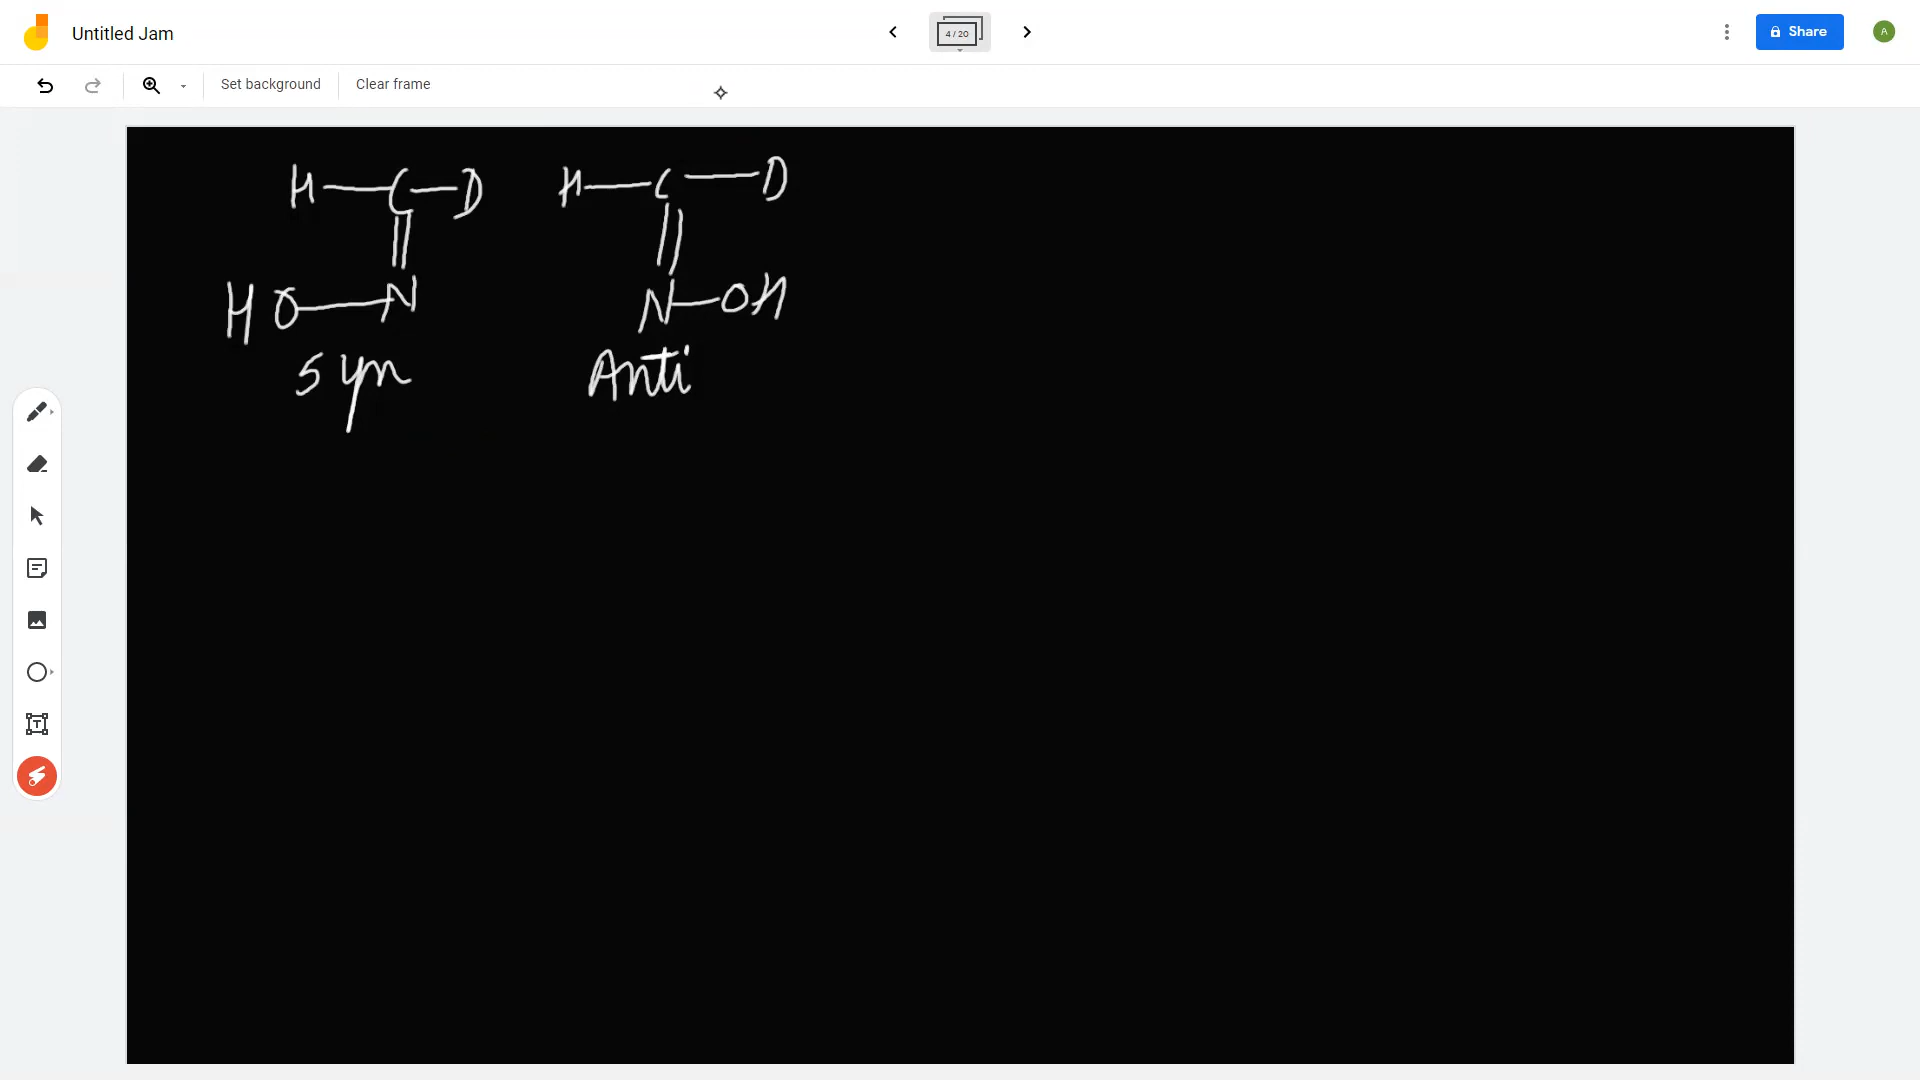 Untitled Jam
4 / 20
Share
A
Set background
Clear frame
H—C—D
||
HO—N
Syn
H—C—D
||
N—OH
Anti